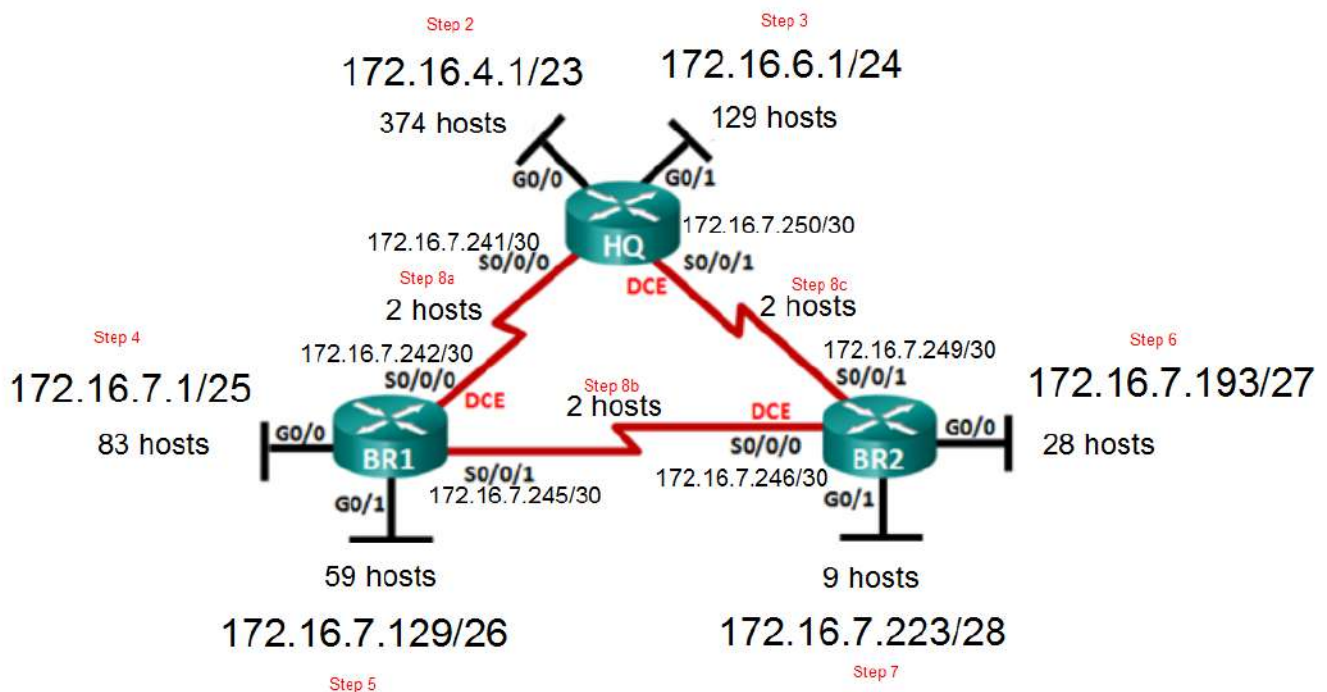 Step 2
Step 3
172.16.4.1/23
172.16.6.1/24
374 hosts
129 hosts
G0/0
G0/1
172.16.7.241/30
HQ
172.16.7.250/30
S0/0/0
S0/0/1
DCE
Step 8a
Step 8c
2 hosts
2 hosts
Step 4
172.16.7.242/30
172.16.7.249/30
Step 6
172.16.7.1/25
S0/0/0
S0/0/1
172.16.7.193/27
DCE
Step 8b
2 hosts
DCE
83 hosts
G0/0
BR1
S0/0/0
BR2
G0/0
28 hosts
S0/0/1
172.16.7.245/30
172.16.7.246/30
G0/1
G0/1
59 hosts
9 hosts
172.16.7.129/26
172.16.7.223/28
Step 5
Step 7